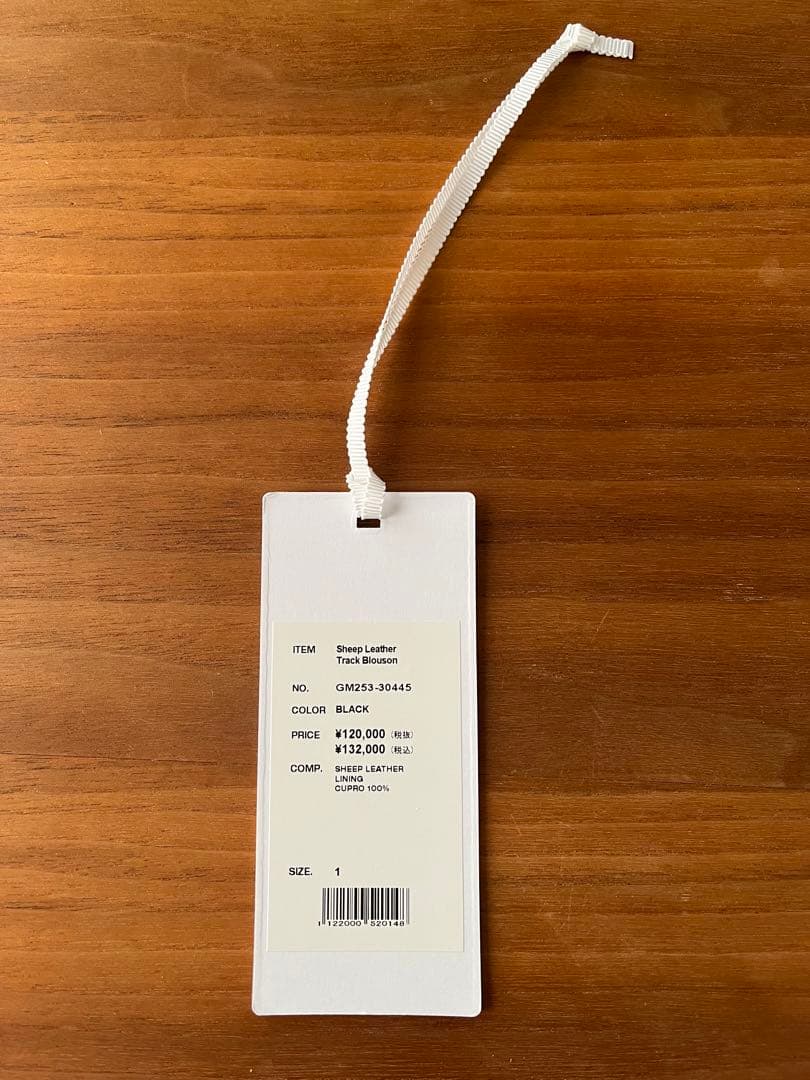 ITEM Sheep Leather
Track Blouson
NO. GM253-30445
COLOR BLACK
PRICE ¥120,000 (税抜)
¥132,000 (税込)
COMP. SHEEP LEATHER
LINING
CUPRO 100%
SIZE. 1
1 122000 520148